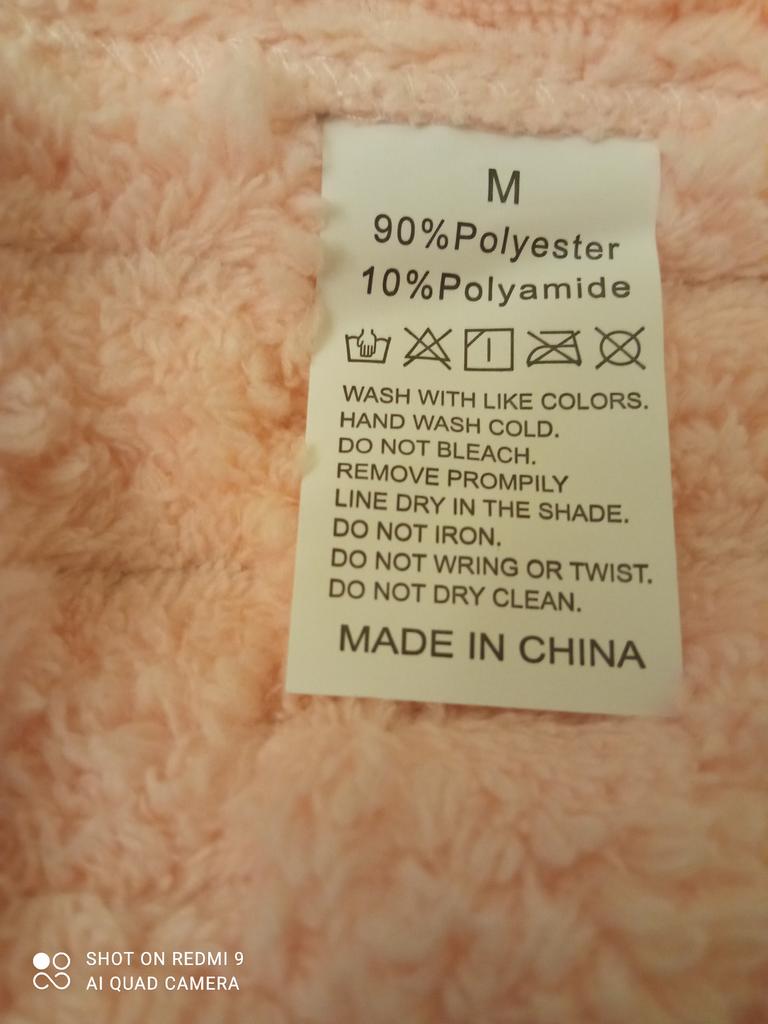 M
90%Polyester
10%Polyamide
WASH WITH LIKE COLORS.
HAND WASH COLD.
DO NOT BLEACH.
REMOVE PROMPILY
LINE DRY IN THE SHADE.
DO NOT IRON.
DO NOT WRING OR TWIST.
DO NOT DRY CLEAN.
MADE IN CHINA
SHOT ON REDMI 9
AI QUAD CAMERA